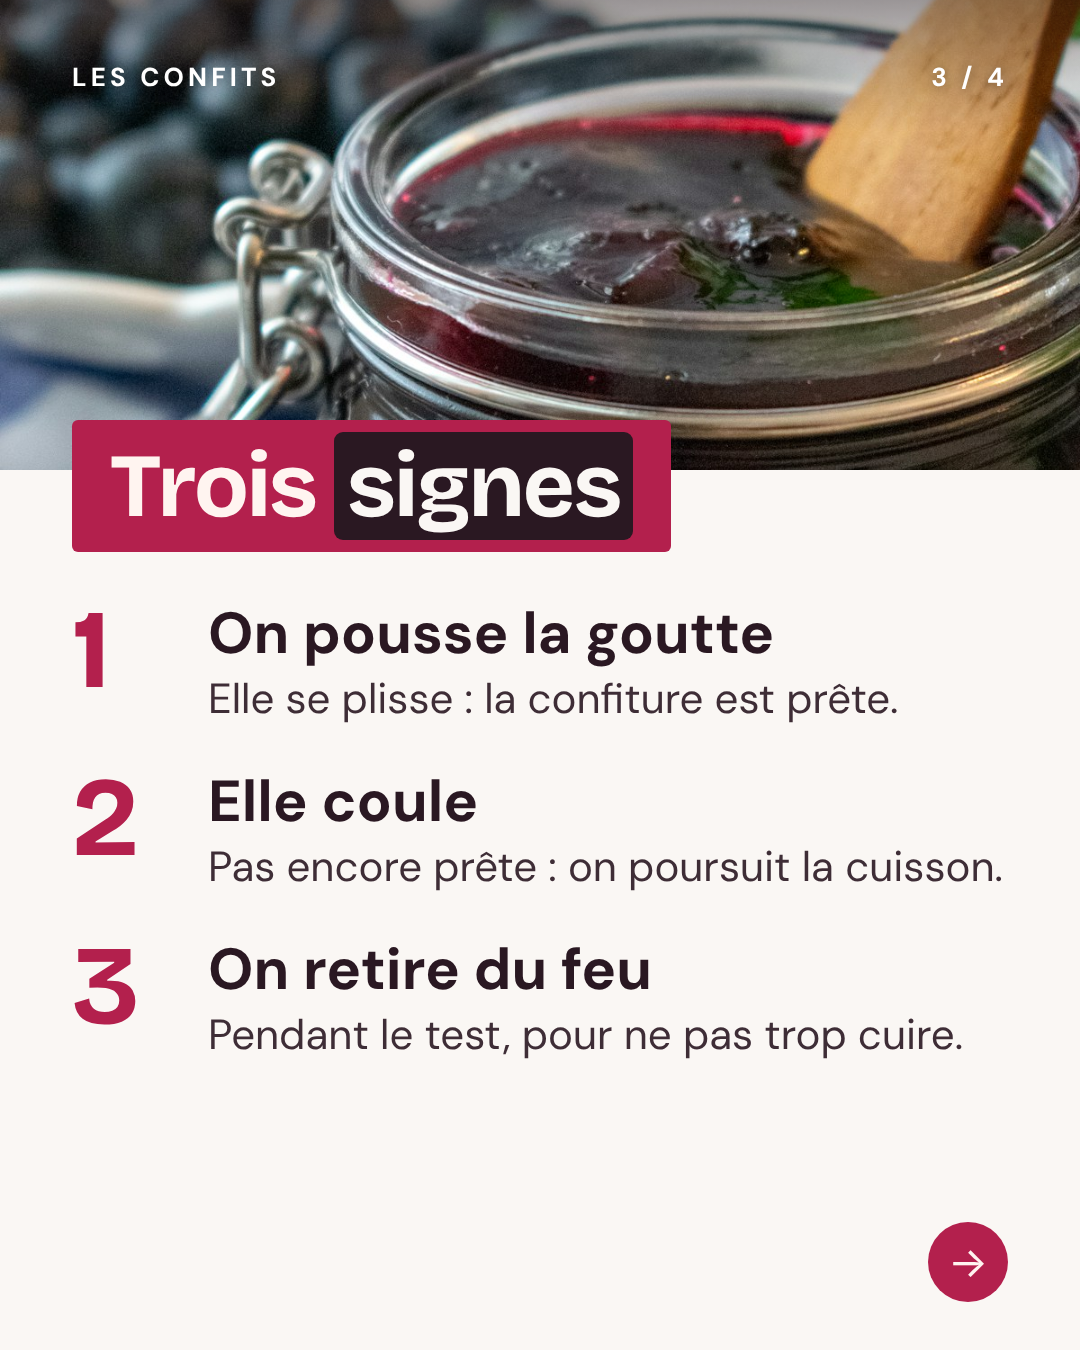 LES CONFITS
3 / 4
Trois signes
1
On pousse la goutte
Elle se plisse : la confiture est prête.
2
Elle coule
Pas encore prête : on poursuit la cuisson.
3
On retire du feu
Pendant le test, pour ne pas trop cuire.